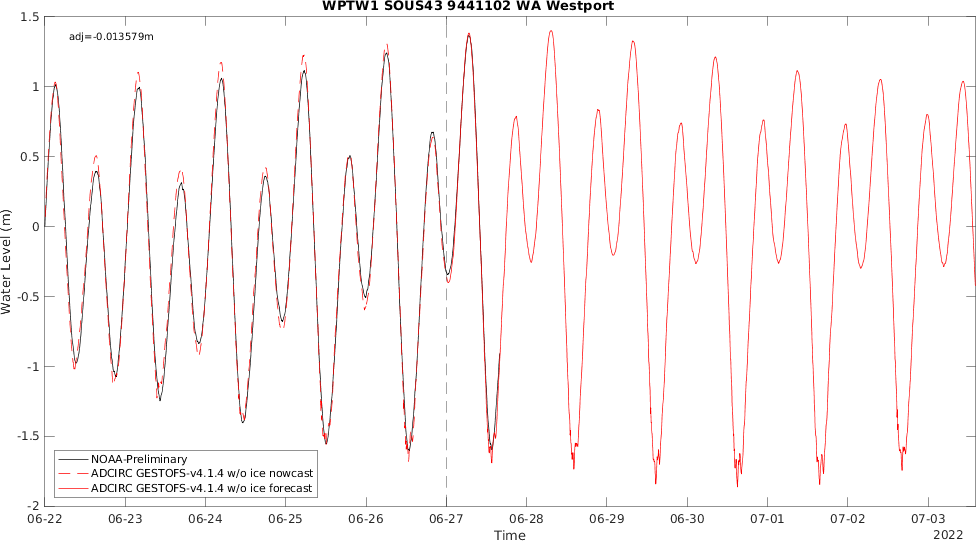 WPTW1 SOUS43 9441102 WA Westport
adj=-0.013579m
1.5
1
0.5
0
-0.5
-1
-1.5
-2
Water Level (m)
NOAA-Preliminary
ADCIRC GESTOFS-v4.1.4 w/o ice nowcast
ADCIRC GESTOFS-v4.1.4 w/o ice forecast
06-22 06-23 06-24 06-25 06-26 06-27 06-28 06-29 06-30 07-01 07-02 07-03
Time
2022